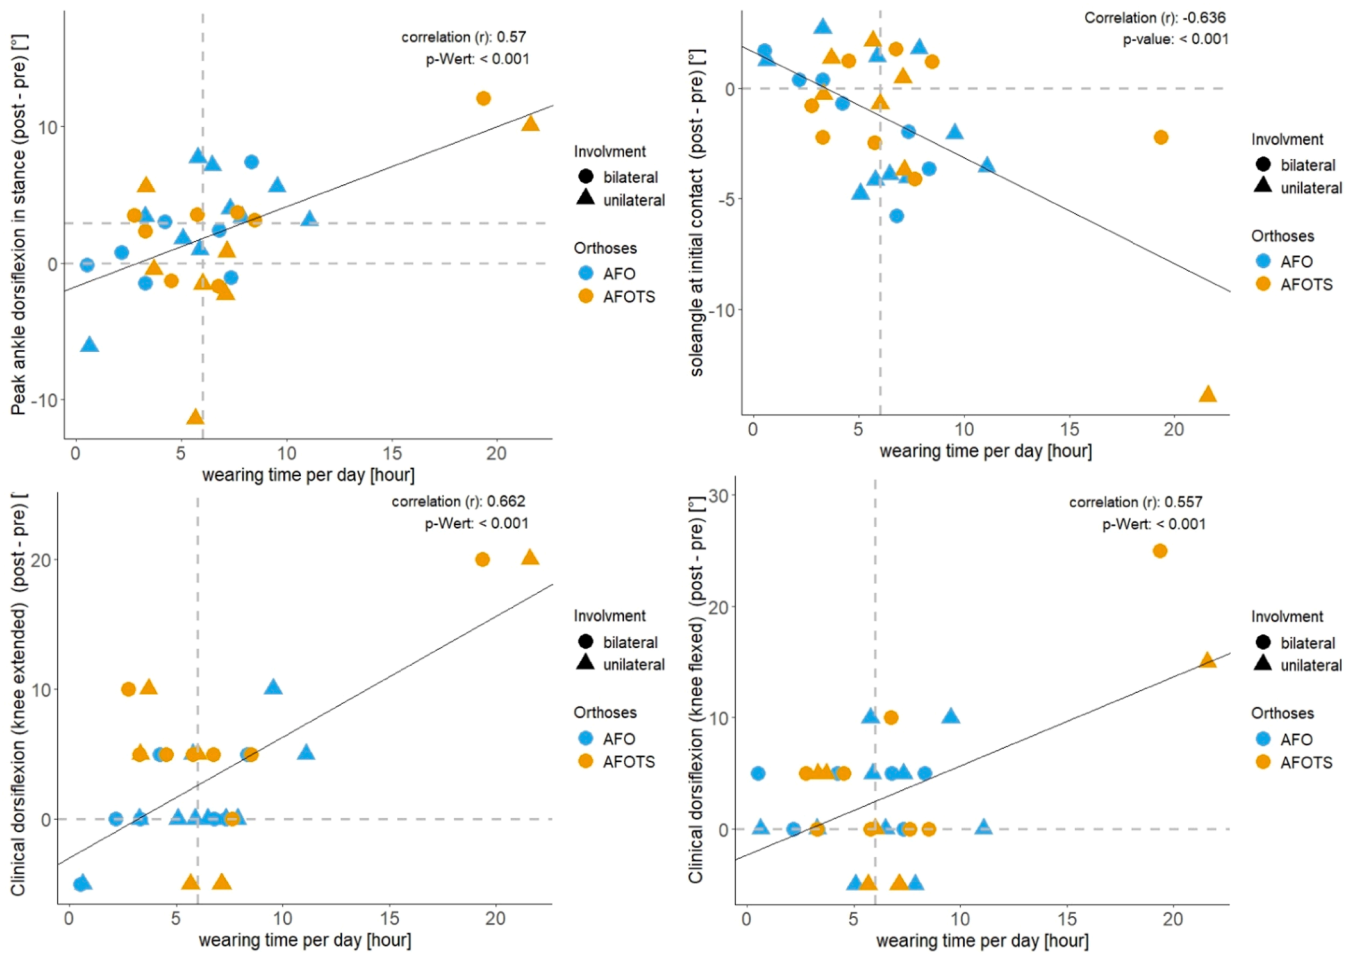 Peak ankle dorsiflexion in stance (post - pre) [°]
10
0
-10
correlation (r): 0.57
p-Wert: < 0.001
0
5
10
15
20
wearing time per day [hour]
Involvment
bilateral
unilateral
Orthoses
AFO
AFOTS
soleangle at initial contact (post - pre) [°]
0
-5
-10
Correlation (r): -0.636
p-value: < 0.001
0
5
10
15
20
wearing time per day [hour]
Involvment
bilateral
unilateral
Orthoses
AFO
AFOTS
Clinical dorsiflexion (knee extended) (post - pre) [
20
10
0
correlation (r): 0.662
p-Wert: < 0.001
0
5
10
15
20
wearing time per day [hour]
Involvment
bilateral
unilateral
Orthoses
AFO
AFOTS
Clinical dorsiflexion (knee flexed) (post - pre) [°]
30
20
10
0
correlation (r): 0.557
p-Wert: < 0.001
0
5
10
15
20
wearing time per day [hour]
Involvment
bilateral
unilateral
Orthoses
AFO
AFOTS